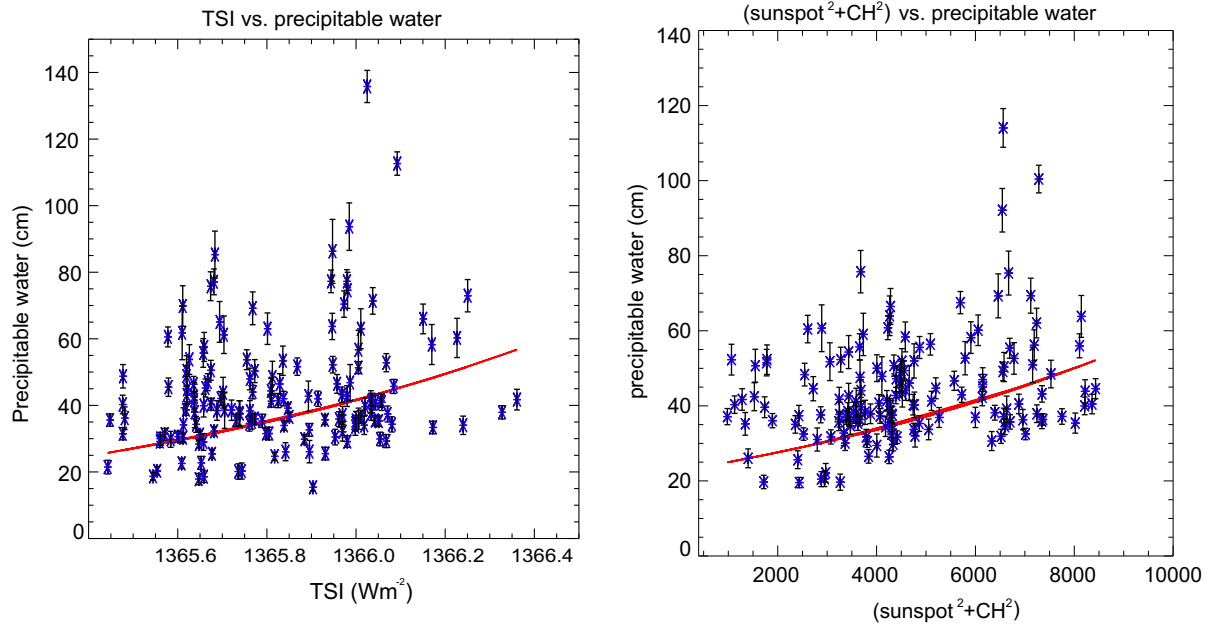 TSI vs. precipitable water
Precipitable water (cm)
140
120
100
80
60
40
20
0
1365.6 1365.8 1366.0 1366.2 1366.4
TSI (Wm⁻²)
(sunspot²+CH²) vs. precipitable water
precipitable water (cm)
140
120
100
80
60
40
20
0
2000 4000 6000 8000 10000
(sunspot²+CH²)